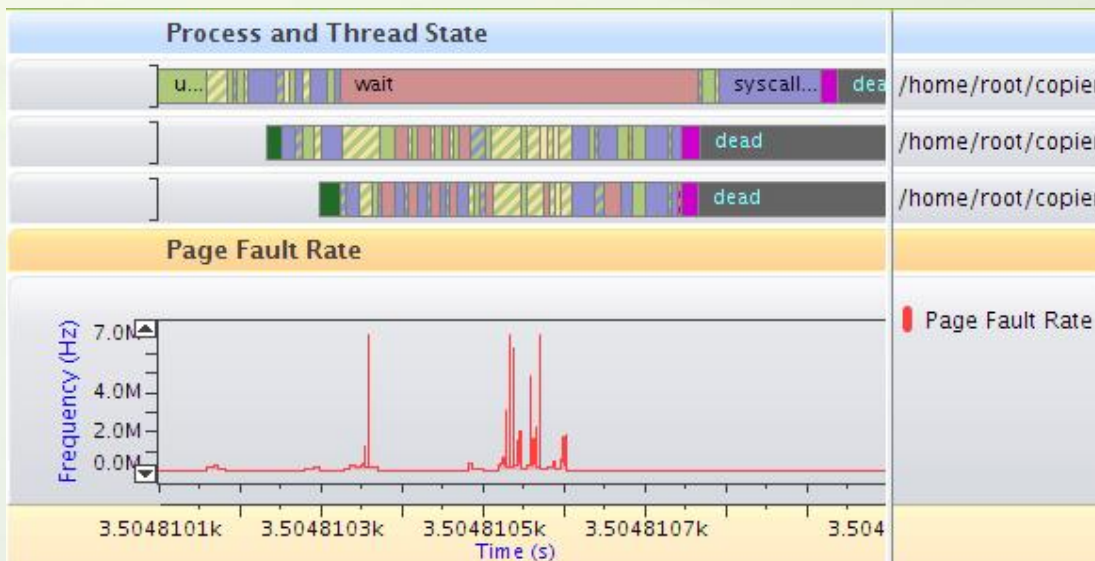 Process and Thread State
u... wait syscall... dea /home/root/copier
dead /home/root/copier
dead /home/root/copier
Page Fault Rate
7.0M
4.0M
2.0M
0.0M
Frequency (Hz)
Page Fault Rate
3.5048101k 3.5048103k 3.5048105k 3.5048107k 3.504
Time (s)